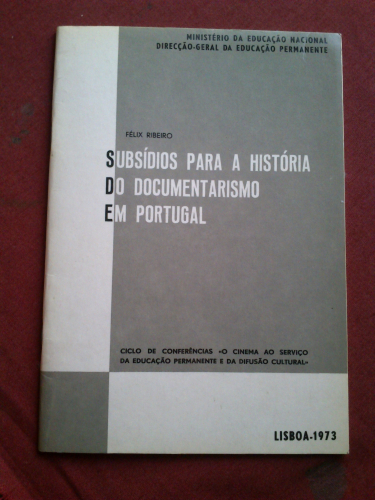 MINISTÉRIO DA EDUCAÇÃO NACIONAL
DIRECÇÃO-GERAL DA EDUCAÇÃO PERMANENTE
FÉLIX RIBEIRO
SUBSÍDIOS PARA A HISTÓRIA
DO DOCUMENTARISMO
EM PORTUGAL
CICLO DE CONFERÊNCIAS «O CINEMA AO SERVIÇO
DA EDUCAÇÃO PERMANENTE E DA DIFUSÃO CULTURAL»
LISBOA-1973